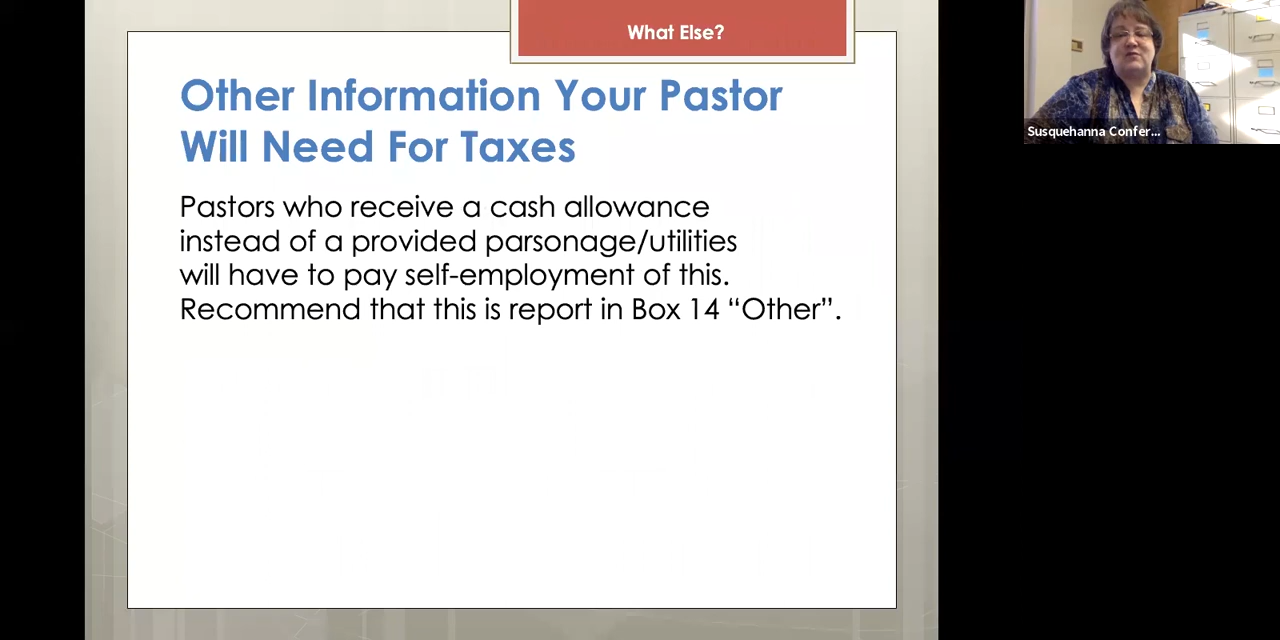 What Else?
Other Information Your Pastor
Will Need For Taxes
Pastors who receive a cash allowance
instead of a provided parsonage/utilities
will have to pay self-employment of this.
Recommend that this is report in Box 14 “Other”.
Susquehanna Confer...